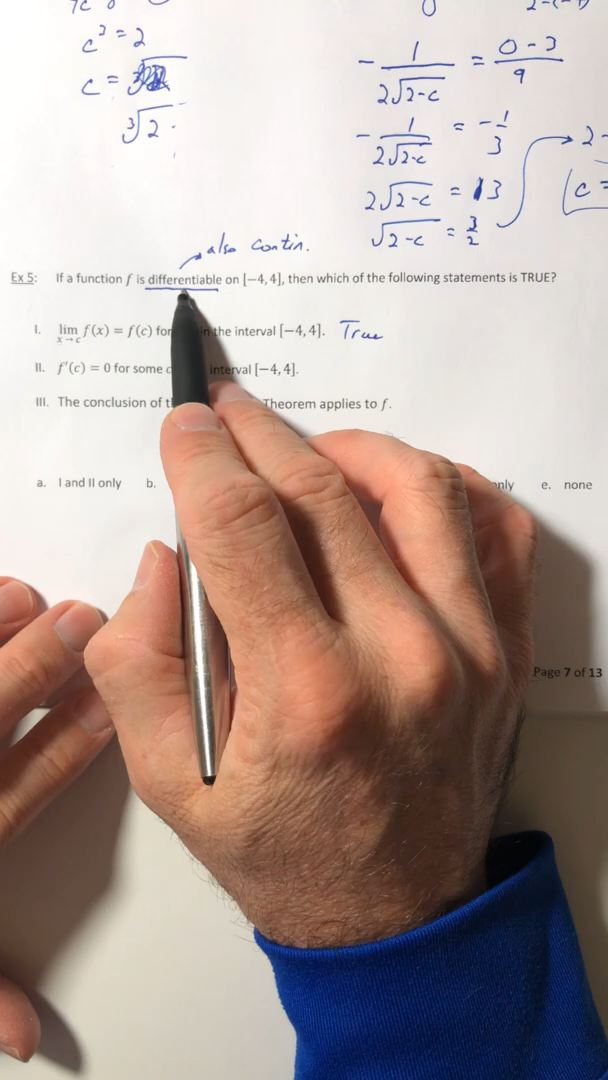 c² = 2
c =
∛2
- 1/(2√(2-c)) = (0 - 3)/9
- 1/(2√(2-c)) = - 1/3
2√(2-c) = 3
√(2-c) = 3/2
2 -
c =
also contin.
Ex 5: If a function f is differentiable on [−4, 4], then which of the following statements is TRUE?
I. lim x→c f(x) = f(c) for in the interval [−4, 4]. True
II. f′(c) = 0 for some c interval [−4, 4].
III. The conclusion of Theorem applies to f.
a. I and II only b. only e. none
Page 7 of 13